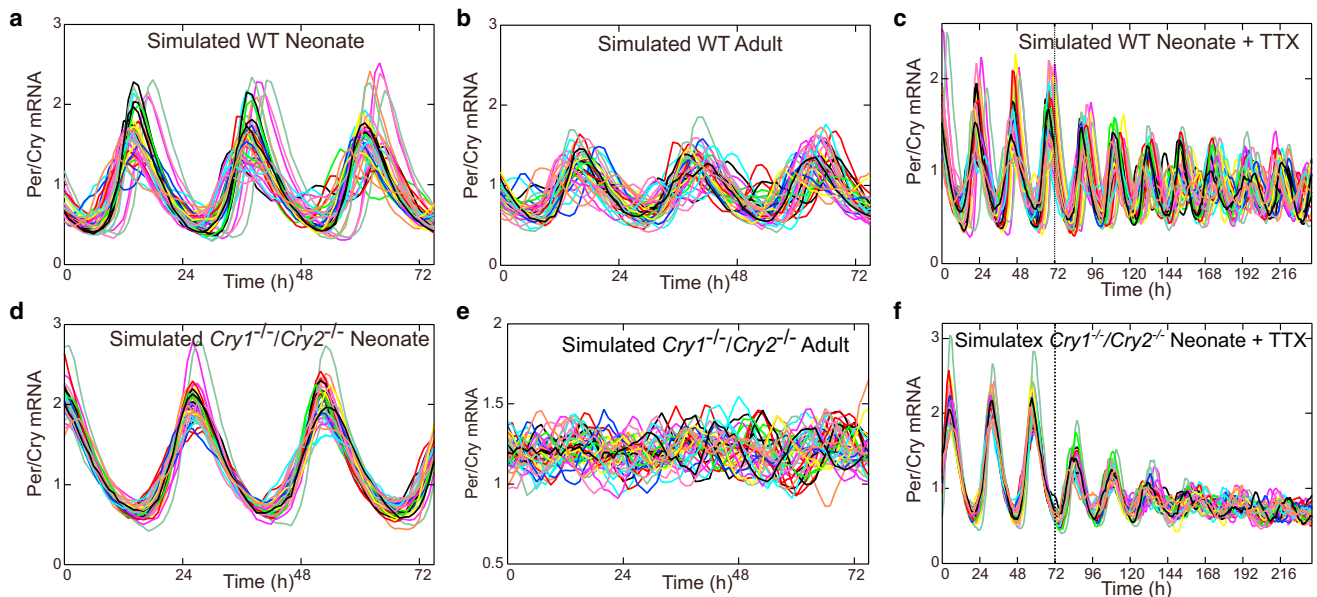 a
Simulated WT Neonate
Per/Cry mRNA
3
2
1
0
0 24 48 72
Time (h)
b
Simulated WT Adult
Per/Cry mRNA
3
2
1
0
0 24 48 72
Time (h)
c
Simulated WT Neonate + TTX
Per/Cry mRNA
2
1
0
0 24 48 72 96 120 144 168 192 216
Time (h)
d
Simulated Cry1-/-/Cry2-/- Neonate
Per/Cry mRNA
3
2
1
0
0 24 48 72
Time (h)
e
Simulated Cry1-/-/Cry2-/- Adult
Per/Cry mRNA
2
1.5
1
0.5
0 24 48 72
Time (h)
f
Simulatex Cry1-/-/Cry2-/- Neonate + TTX
Per/Cry mRNA
3
2
1
0
0 24 48 72 96 120 144 168 192 216
Time (h)